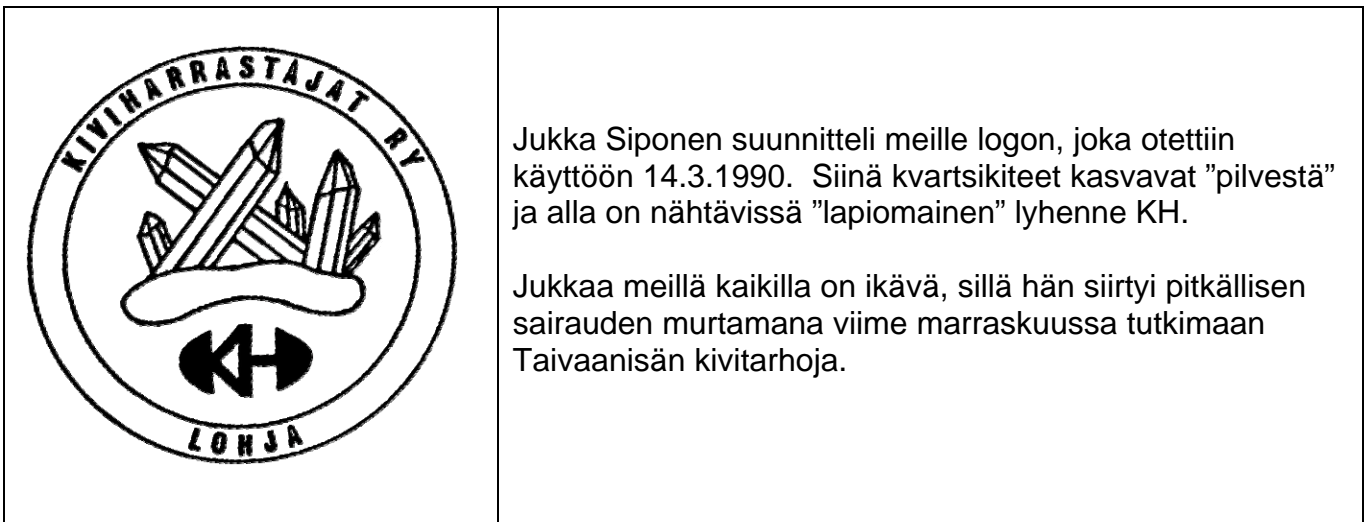 KIVIHARRASTAJAT RY
KH
LOHJA
Jukka Siponen suunnitteli meille logon, joka otettiin
käyttöön 14.3.1990.  Siinä kvartsikiteet kasvavat ”pilvestä”
ja alla on nähtävissä ”lapiomainen” lyhenne KH.
Jukkaa meillä kaikilla on ikävä, sillä hän siirtyi pitkällisen
sairauden murtamana viime marraskuussa tutkimaan
Taivaanisän kivitarhoja.